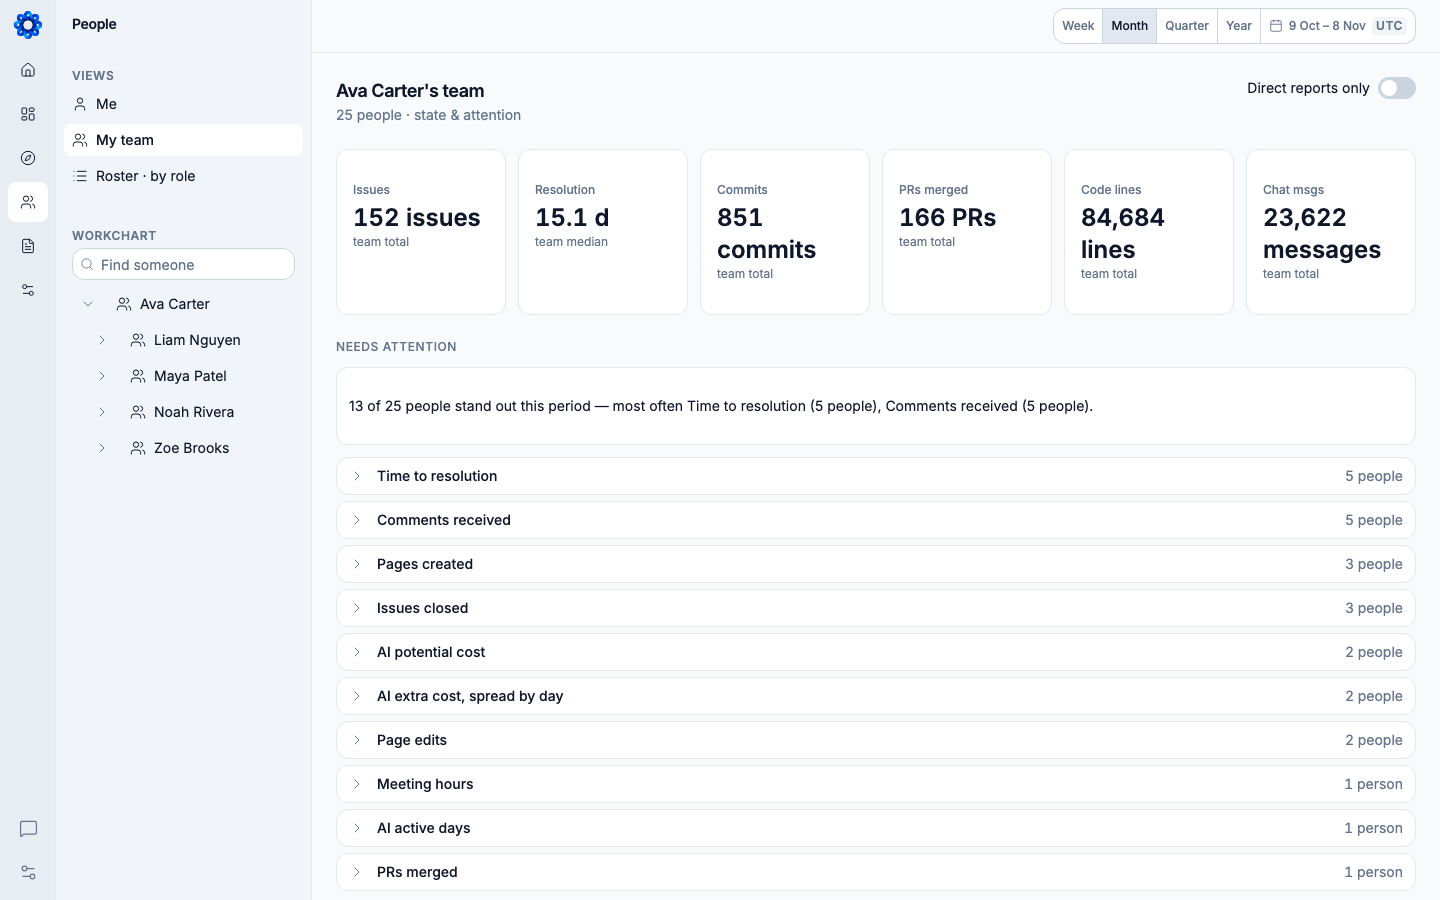 People
VIEWS
Me
My team
Roster · by role
WORKCHART
Find someone
Ava Carter
Liam Nguyen
Maya Patel
Noah Rivera
Zoe Brooks
Week
Month
Quarter
Year
9 Oct – 8 Nov UTC
Ava Carter's team
25 people · state & attention
Direct reports only
Issues
152 issues
team total
Resolution
15.1 d
team median
Commits
851
commits
team total
PRs merged
166 PRs
team total
Code lines
84,684
lines
team total
Chat msgs
23,622
messages
team total
NEEDS ATTENTION
13 of 25 people stand out this period — most often Time to resolution (5 people), Comments received (5 people).
Time to resolution 5 people
Comments received 5 people
Pages created 3 people
Issues closed 3 people
AI potential cost 2 people
AI extra cost, spread by day 2 people
Page edits 2 people
Meeting hours 1 person
AI active days 1 person
PRs merged 1 person